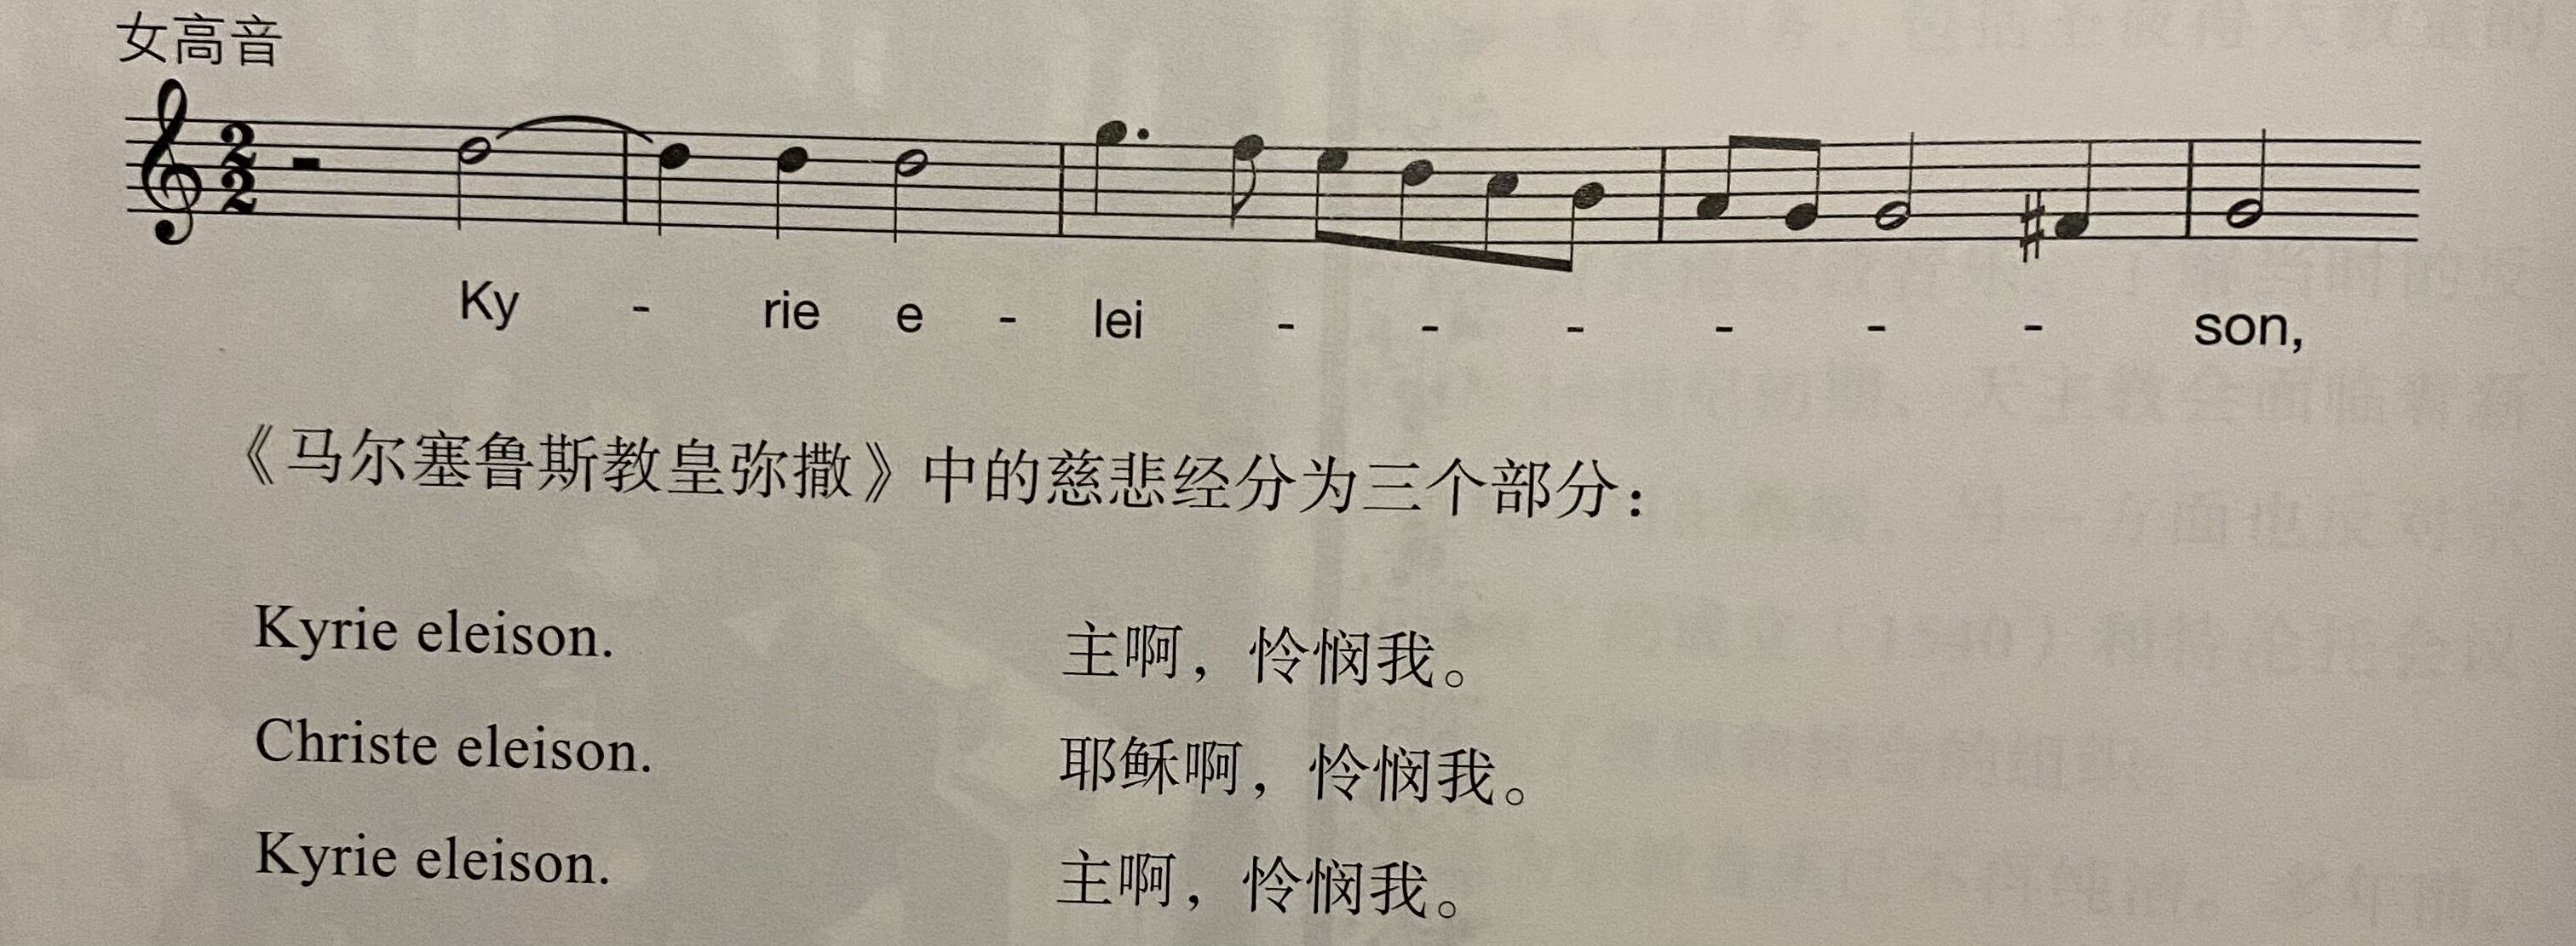 女高音
2
2
Ky - rie e - lei - - - - - - son,
《马尔塞鲁斯教皇弥撒》中的慈悲经分为三个部分：
Kyrie eleison. 主啊，怜悯我。
Christe eleison. 耶稣啊，怜悯我。
Kyrie eleison. 主啊，怜悯我。